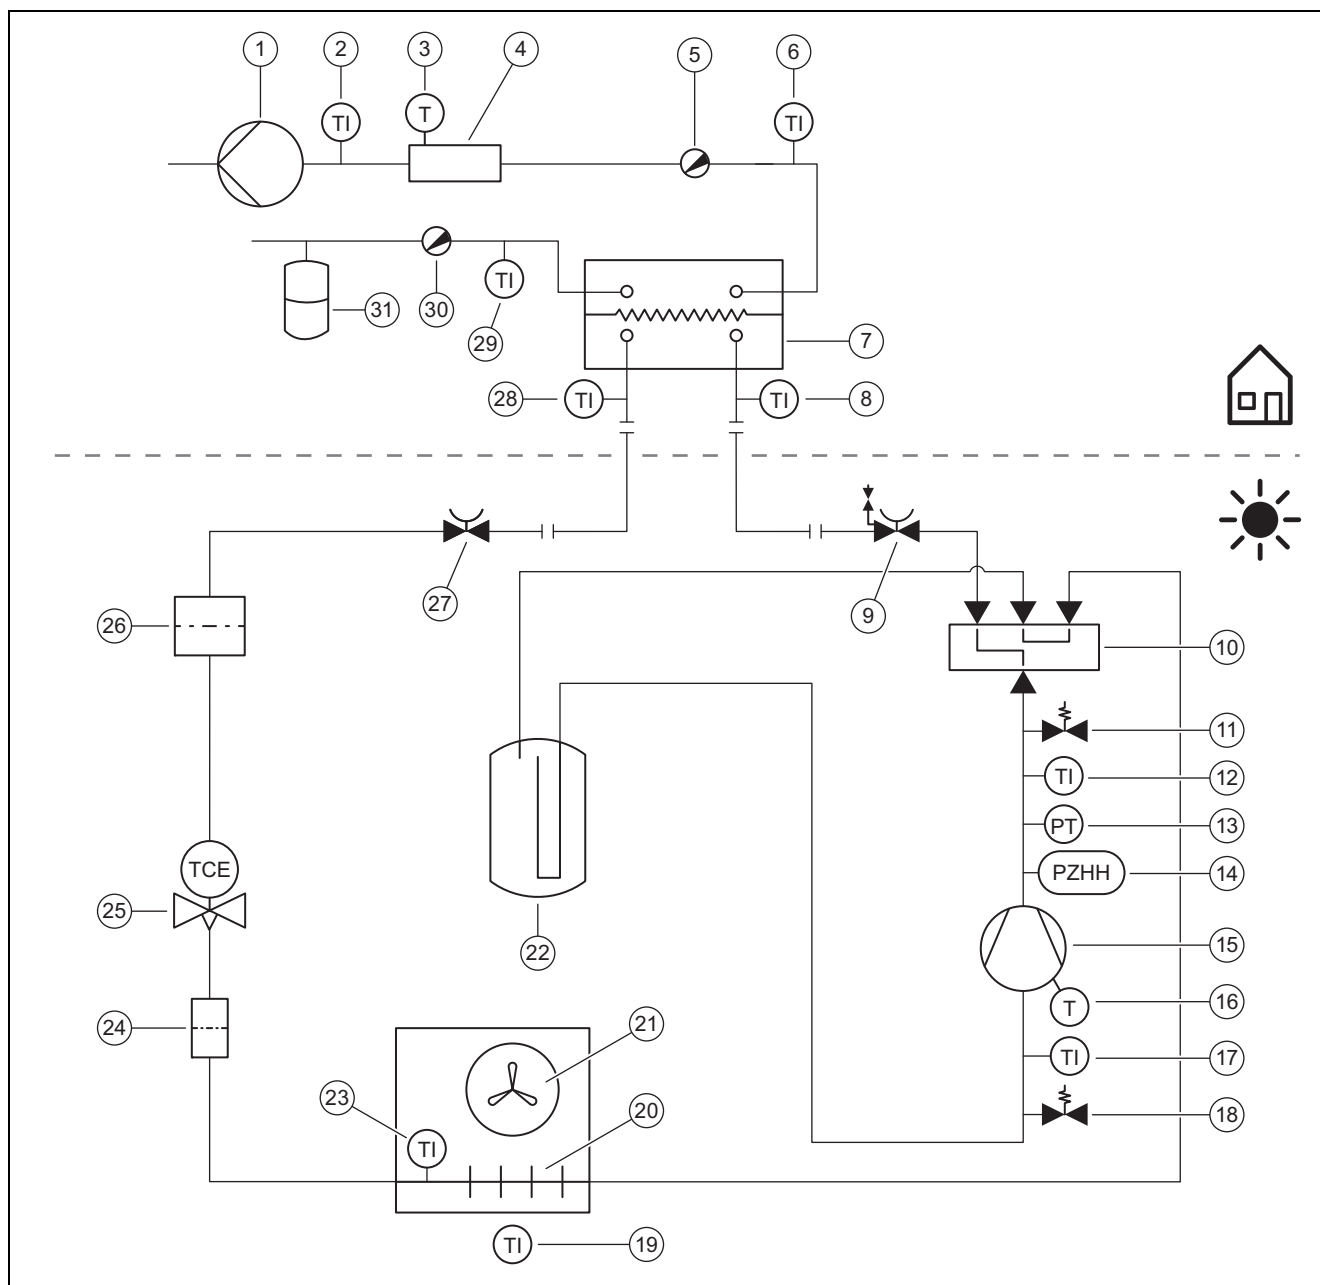 1 2 3 4 5 6
TI T TI
TI
31 30 29 7
28 TI TI 8
27 9
26 10
11
TI 12
PT 13
TCE PZHH 14
25 22 15
T 16
24 21 TI 17
23 20 18
TI
TI 19